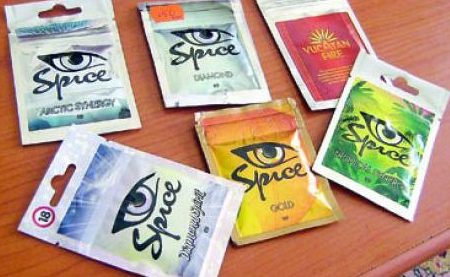 Spice
ARCTIC SYNERGY
Spice
DIAMOND
YUCATAN
FIRE
Spice
Spice
GOLD
Spice
18